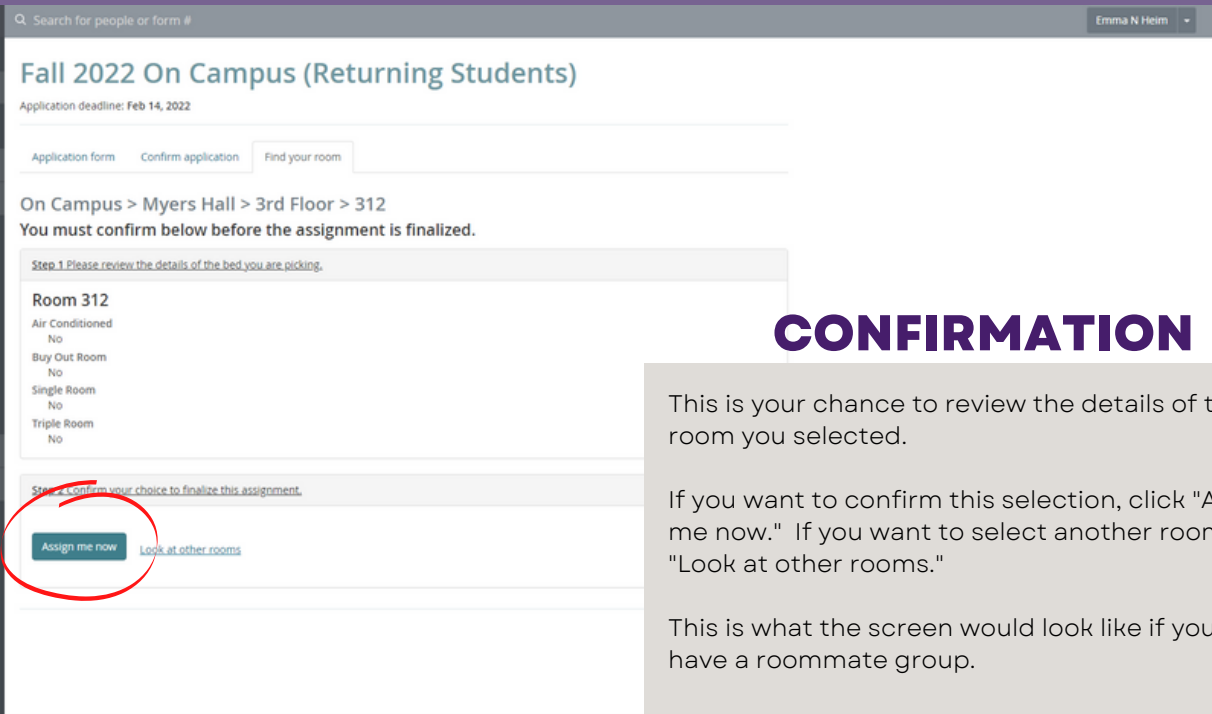 Search for people or form #
Emma N Heim
Fall 2022 On Campus (Returning Students)
Application deadline: Feb 14, 2022
Application form Confirm application Find your room
On Campus > Myers Hall > 3rd Floor > 312
You must confirm below before the assignment is finalized.
Step 1 Please review the details of the bed you are picking.
Room 312
Air Conditioned
No
Buy Out Room
No
Single Room
No
Triple Room
No
Step 2 Confirm your choice to finalize this assignment.
Assign me now Look at other rooms
CONFIRMATION
This is your chance to review the details of t
room you selected.
If you want to confirm this selection, click "A
me now." If you want to select another room
"Look at other rooms."
This is what the screen would look like if you
have a roommate group.